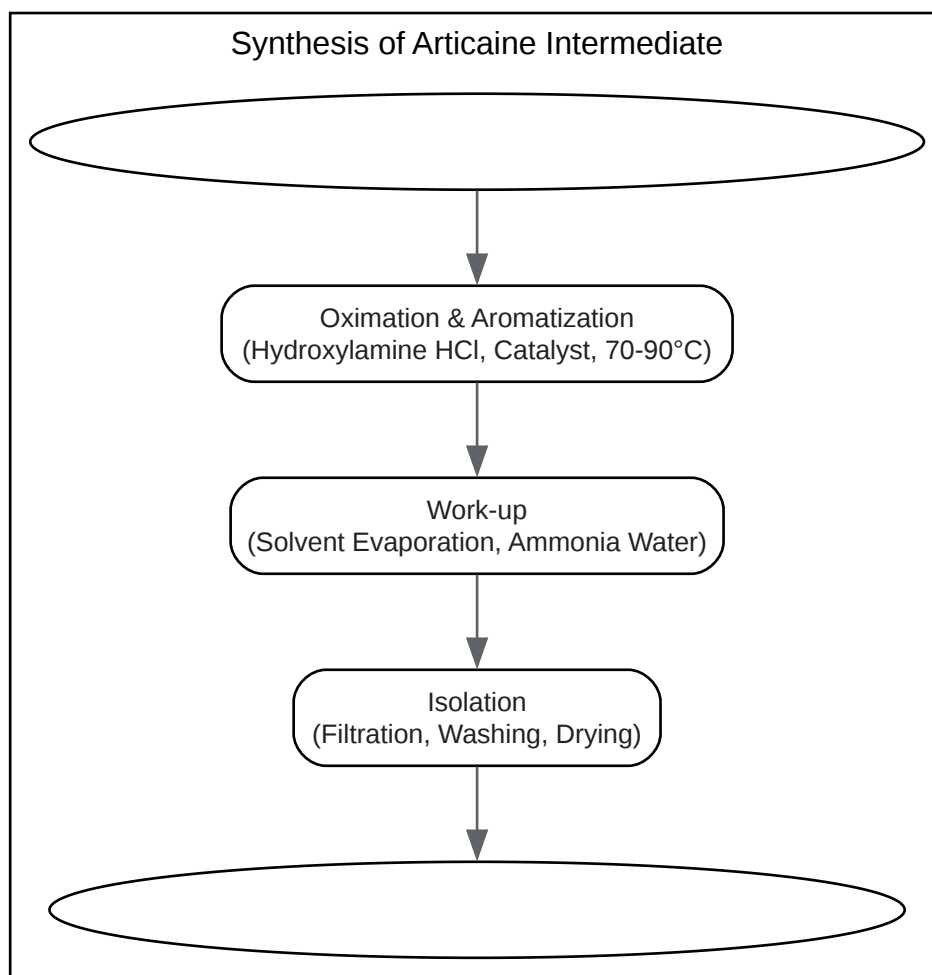 Synthesis of Articaine Intermediate
Oximation & Aromatization
(Hydroxylamine HCl, Catalyst, 70-90°C)
Work-up
(Solvent Evaporation, Ammonia Water)
Isolation
(Filtration, Washing, Drying)